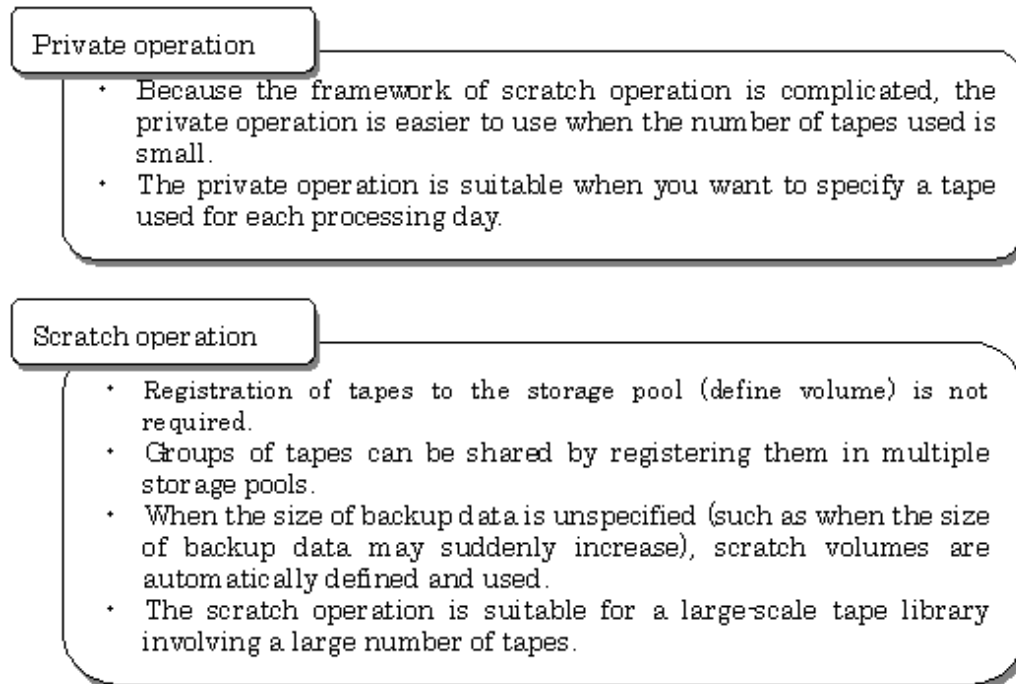 Private operation
・ Because the framework of scratch operation is complicated, the
private operation is easier to use when the number of tapes used is
small.
・ The private operation is suitable when you want to specify a tape
used for each processing day.
Scratch operation
・ Registration of tapes to the storage pool (define volume) is not
required.
・ Groups of tapes can be shared by registering them in multiple
storage pools.
・ When the size of backup data is unspecified (such as when the size
of backup data may suddenly increase), scratch volumes are
automatically defined and used.
・ The scratch operation is suitable for a large-scale tape library
involving a large number of tapes.